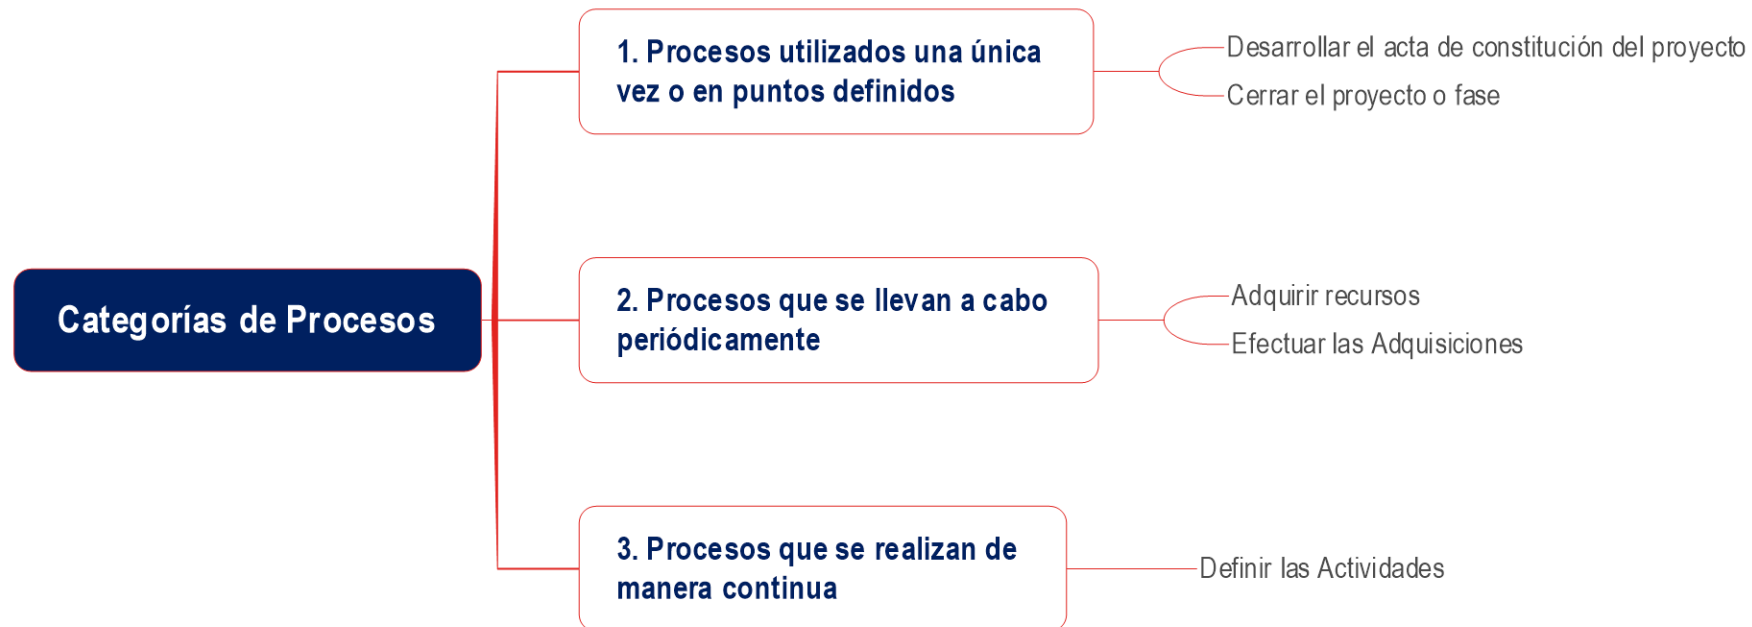 Categorías de Procesos
1. Procesos utilizados una única
vez o en puntos definidos
Desarrollar el acta de constitución del proyecto
Cerrar el proyecto o fase
2. Procesos que se llevan a cabo
periódicamente
Adquirir recursos
Efectuar las Adquisiciones
3. Procesos que se realizan de
manera continua
Definir las Actividades